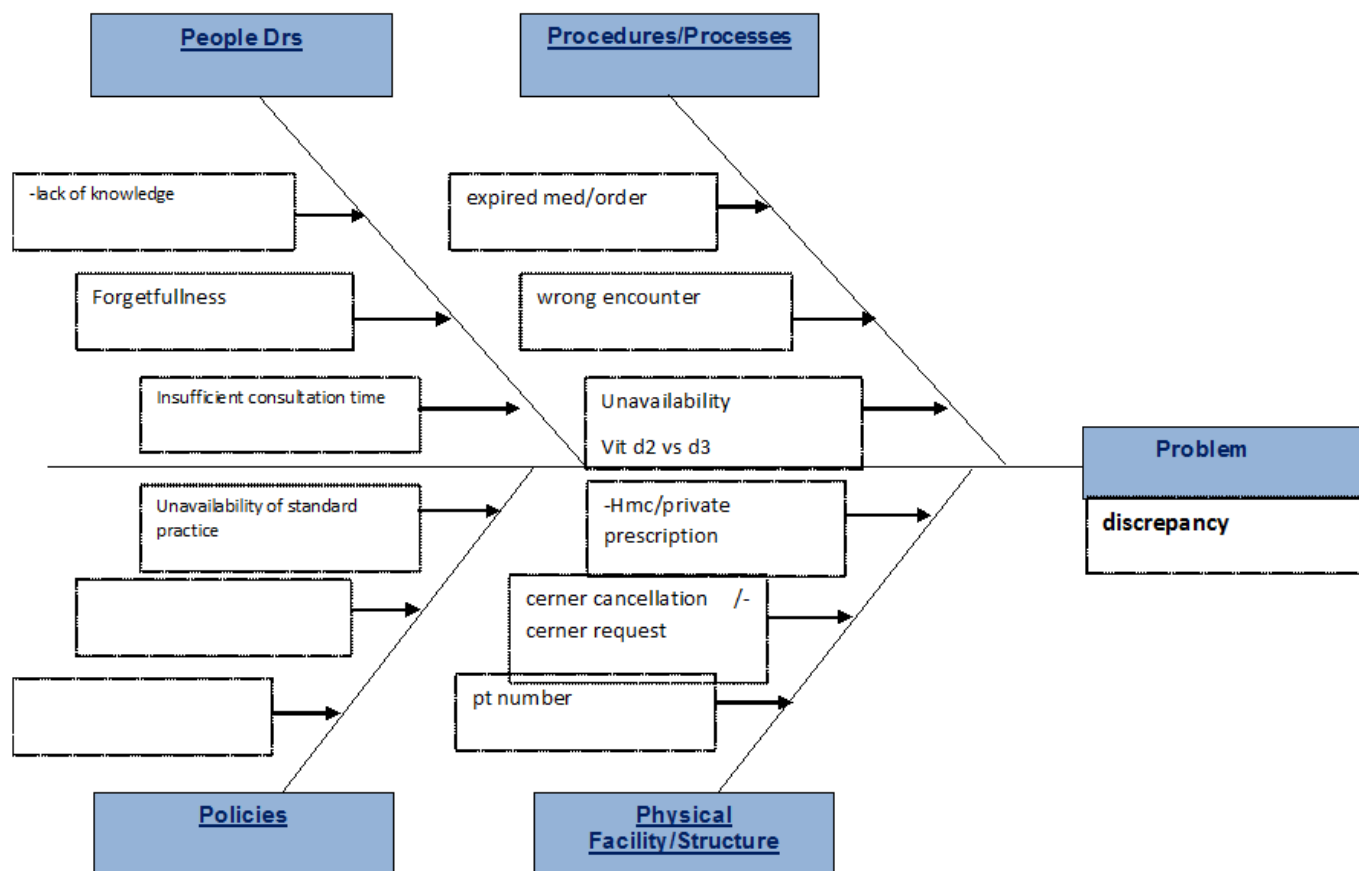 People Drs
Procedures/Processes
-lack of knowledge
expired med/order
Forgetfullness
wrong encounter
Insufficient consultation time
Unavailability
Vit d2 vs d3
Problem
discrepancy
Unavailability of standard
practice
-Hmc/private
prescription
cerner cancellation /-
cerner request
pt number
Policies
Physical
Facility/Structure